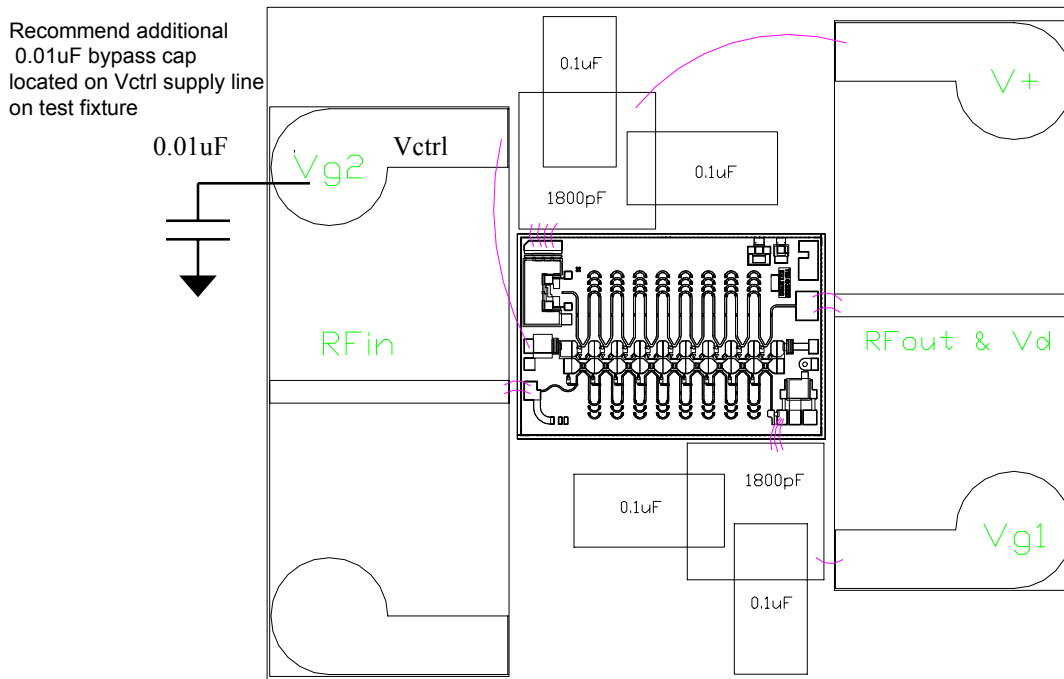 Recommend additional
0.01uF bypass cap
located on Vctrl supply line
on test fixture
0.01uF
Vg2
Vctrl
0.1uF
0.1uF
1800pF
V+
RFin
RFout & Vd
1800pF
0.1uF
0.1uF
Vg1